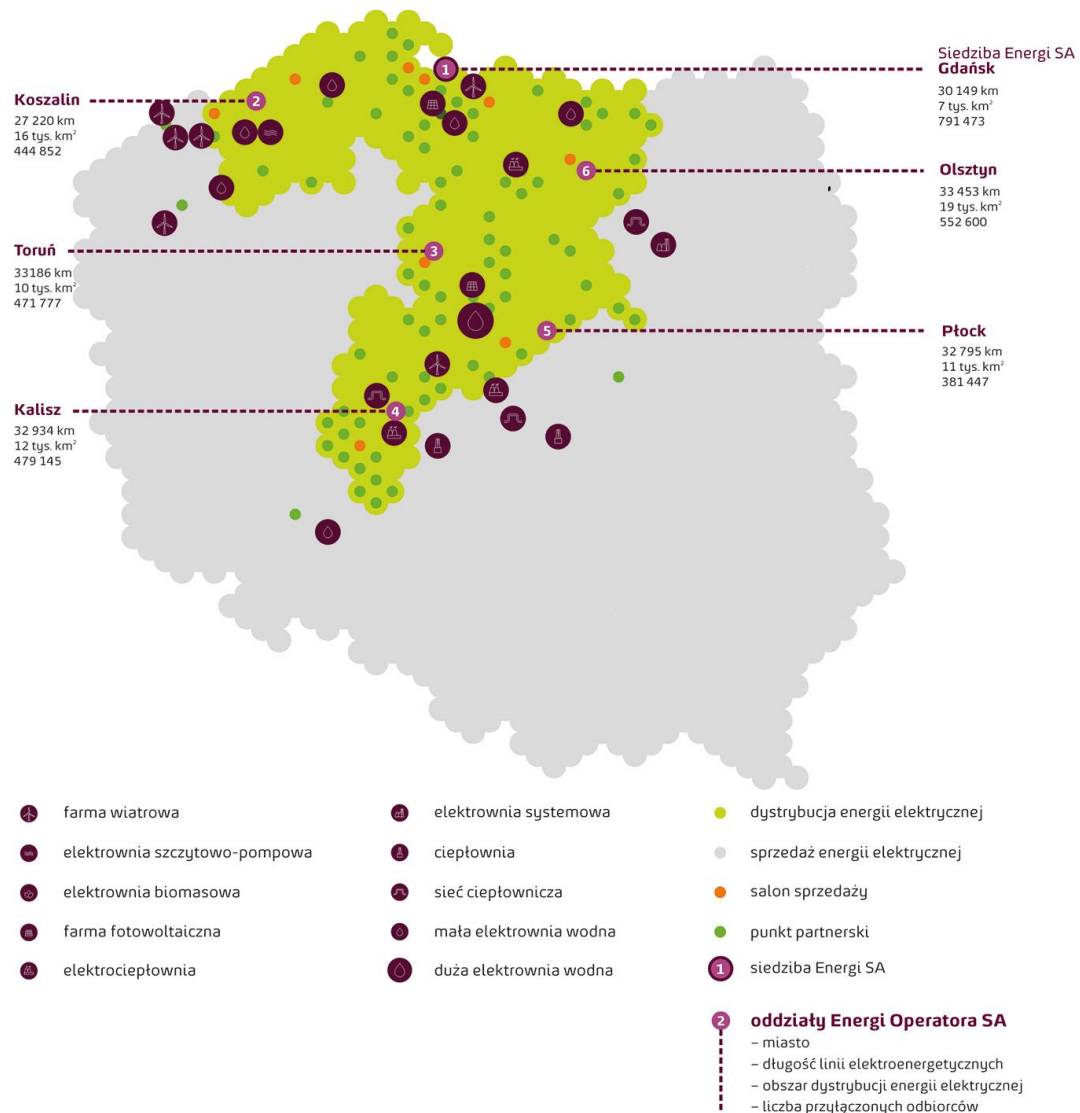 Siedziba Energi SA
Gdańsk
30 149 km
7 tys. km²
791 473
Koszalin
27 220 km
16 tys. km²
444 852
Olsztyn
33 453 km
19 tys. km²
552 600
Toruń
33186 km
10 tys. km²
471 777
Płock
32 795 km
11 tys. km²
381 447
Kalisz
32 934 km
12 tys. km²
479 145
1
2
6
3
5
4
farma wiatrowa
elektrownia szczytowo-pompowa
elektrownia biomasowa
farma fotowoltaiczna
elektrociepłownia
elektrownia systemowa
ciepłownia
sieć ciepłownicza
mała elektrownia wodna
duża elektrownia wodna
dystrybucja energii elektrycznej
sprzedaż energii elektrycznej
salon sprzedaży
punkt partnerski
1 siedziba Energi SA
2 oddziały Energi Operatora SA
– miasto
– długość linii elektroenergetycznych
– obszar dystrybucji energii elektrycznej
– liczba przyłączonych odbiorców